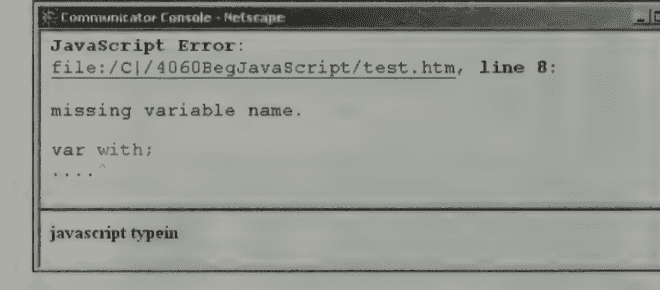 Communicator Console - Netscape
JavaScript Error:
file:/C|/4060BegJavaScript/test.htm, line 8:
missing variable name.
var with;
....^
javascript typein